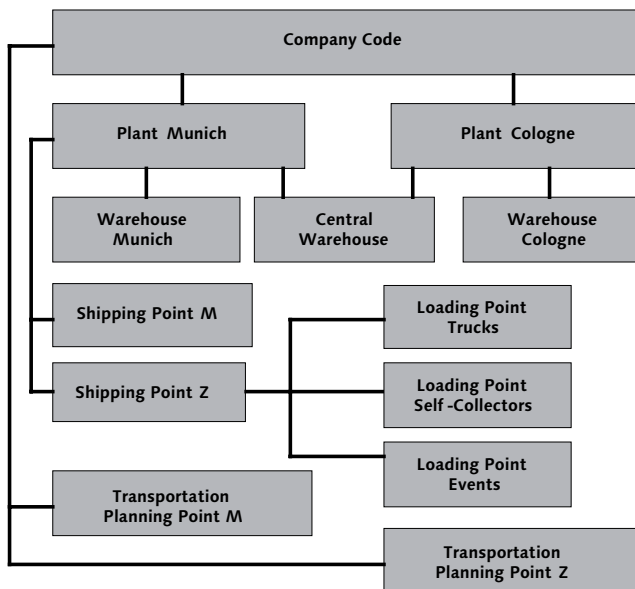 Company Code
Plant Munich
Plant Cologne
Warehouse
Munich
Central
Warehouse
Warehouse
Cologne
Shipping Point M
Loading Point
Trucks
Shipping Point Z
Loading Point
Self-Collectors
Loading Point
Events
Transportation
Planning Point M
Transportation
Planning Point Z